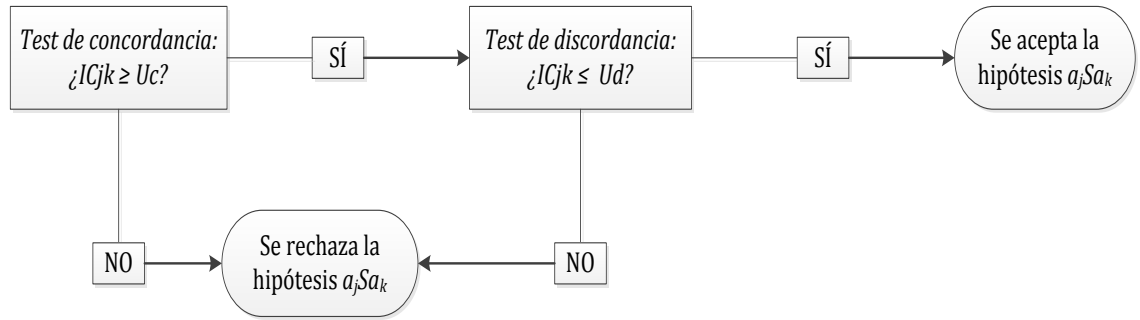 Test de concordancia:
¿ICjk ≥ Uc?
SÍ
Test de discordancia:
¿ICjk ≤ Ud?
SÍ
Se acepta la
hipótesis ajSak
NO
Se rechaza la
hipótesis ajSak
NO